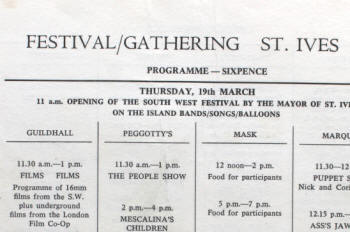 FESTIVAL/GATHERING ST. IVES
PROGRAMME—SIXPENCE
THURSDAY, 19th MARCH
11 a.m. OPENING OF THE SOUTH WEST FESTIVAL BY THE MAYOR OF ST.
ON THE ISLAND BANDS/SONGS/BALLOONS
GUILDHALL
11.30 a.m.—1 p.m.
FILMS FILMS
Programme of 16mm
films from the S.W.
plus underground
films from the London
Film Co-Op
PEGGOTTY'S
11.30 a.m.—1 p.m.
THE PEOPLE SHOW
2 p.m.—4 p.m.
MESCALINA'S
CHILDREN
MASK
12 noon—2 p.m.
Food for participants
5 p.m.—7 p.m.
Food for participants
MARQU
11.30—12
PUPPET S
Nick and Cori
12.15 p.m.—
ASS'S JAW